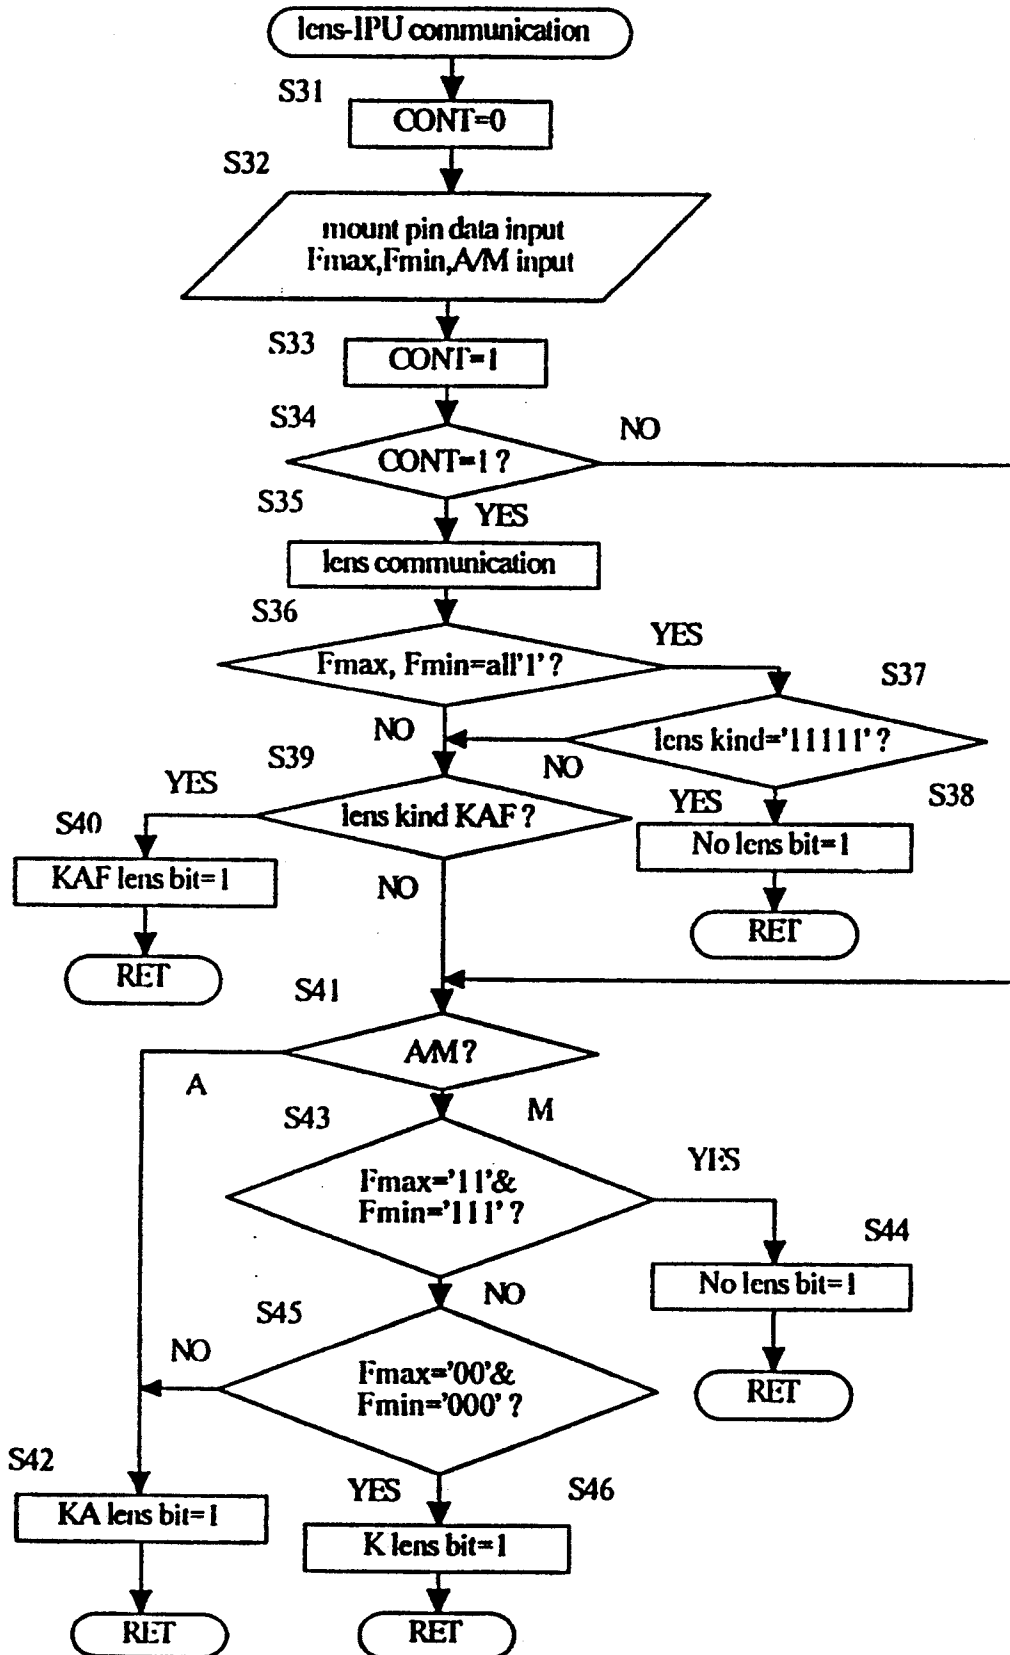 lens-IPU communication
S31
CONT=0
S32
mount pin data input
Fmax,Fmin,A/M input
S33
CONT=1
S34
NO
CONT=1 ?
S35
YES
lens communication
S36
YES
Fmax, Fmin=all'1' ?
S37
NO
lens kind='11111' ?
S39
NO
YES
S38
YES
lens kind KAF ?
S40
No lens bit=1
KAF lens bit=1
NO
RET
RET
S41
A/M ?
A
M
S43
YES
Fmax='11'&
Fmin='111' ?
S44
No lens bit=1
NO
S45
NO
Fmax='00'&
Fmin='000' ?
RET
S42
YES
S46
KA lens bit=1
K lens bit=1
RET
RET